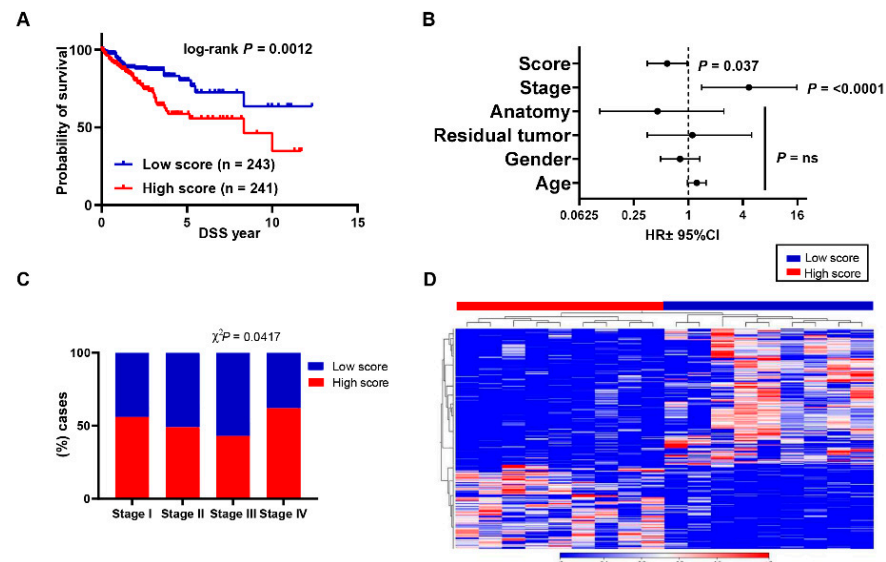 A
log-rank P = 0.0012
Probability of survival
100
50
0
Low score (n = 243)
High score (n = 241)
0
5
10
15
DSS year
B
Score
Stage
Anatomy
Residual tumor
Gender
Age
P = 0.037
P = <0.0001
P = ns
0.0625
0.25
1
4
16
HR± 95%CI
Low score
High score
C
χ²P = 0.0417
(%) cases
100
50
0
Low score
High score
Stage I
Stage II
Stage III
Stage IV
D